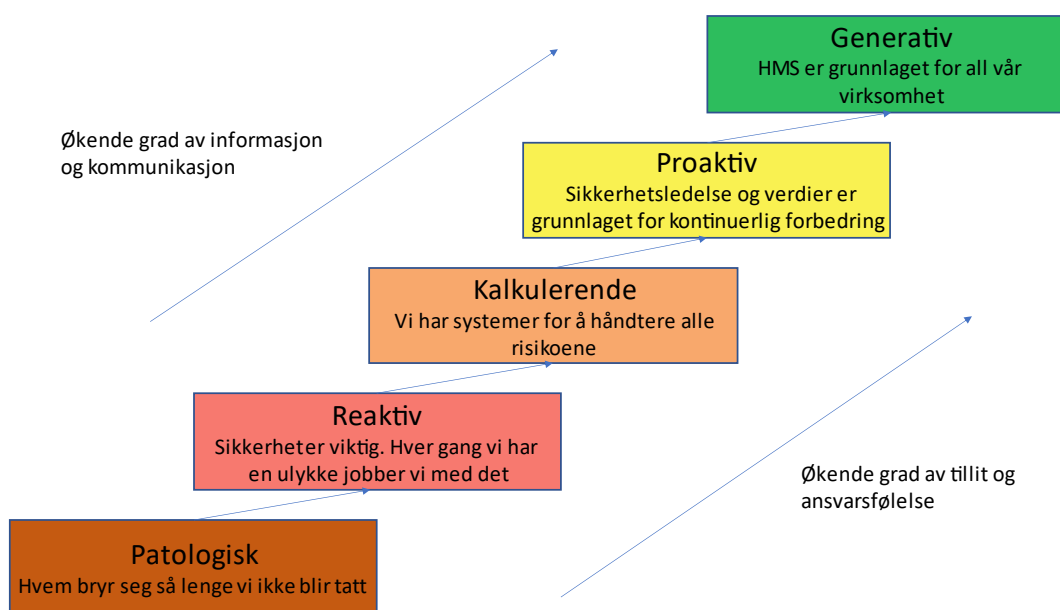 Generativ
HMS er grunnlaget for all vår
virksomhet
Økende grad av informasjon
og kommunikasjon
Proaktiv
Sikkerhetsledelse og verdier er
grunnlaget for kontinuerlig forbedring
Kalkulerende
Vi har systemer for å håndtere alle
risikoene
Reaktiv
Sikkerheter viktig. Hver gang vi har
en ulykke jobber vi med det
Økende grad av tillit og
ansvarsfølelse
Patologisk
Hvem bryr seg så lenge vi ikke blir tatt